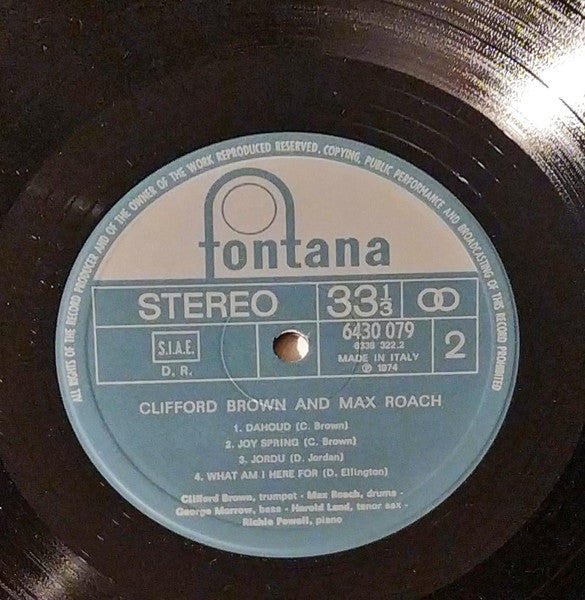 ALL RIGHTS OF THE RECORD PRODUCER AND OF THE OWNER OF THE WORK REPRODUCED RESERVED, COPYING, PUBLIC PERFORMANCE AND BROADCASTING OF THE RECORD PROHIBITED
fontana
STEREO 33 1/3
6430 079
6338 322.2
S.I.A.E. MADE IN ITALY 2
D. R. ℗ 1974
CLIFFORD BROWN AND MAX ROACH
1. DAHOUD (C. Brown)
2. JOY SPRING (C. Brown)
3. JORDU (D. Jordan)
4. WHAT AM I HERE FOR (D. Ellington)
Clifford Brown, trumpet - Max Roach, drums -
George Morrow, bass - Harold Land, tenor sax -
Richie Powell, piano